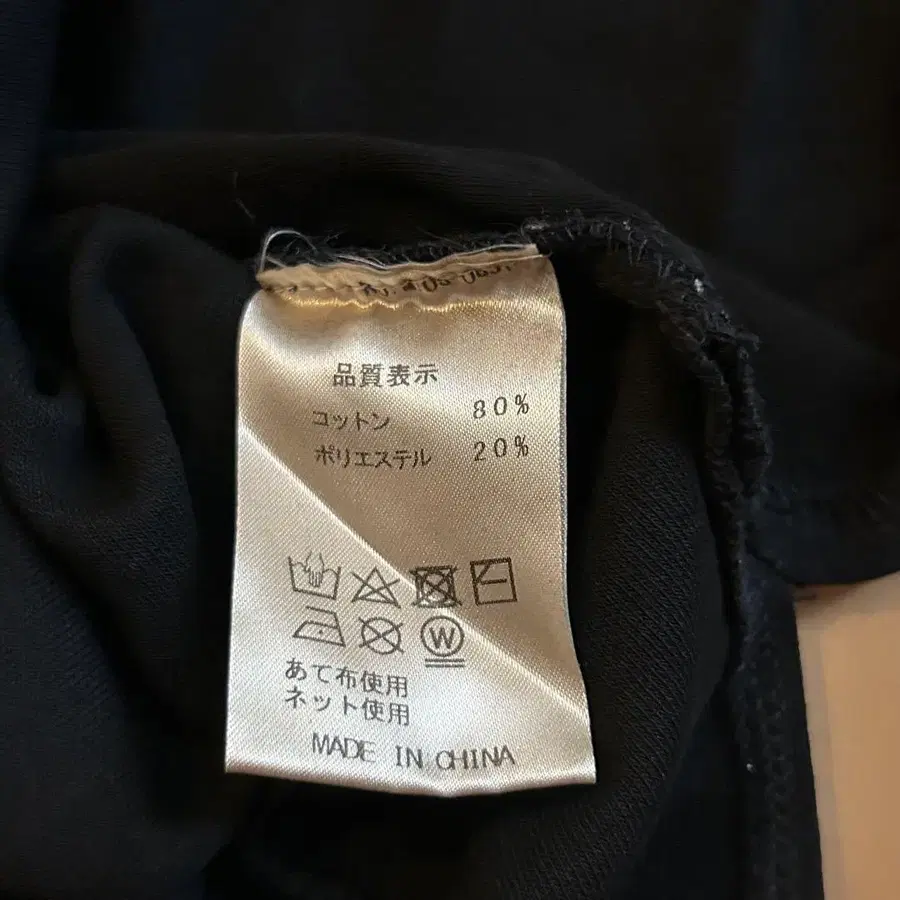 品質表示
コットン 80%
ポリエステル 20%
W
あて布使用
ネット使用
MADE IN CHINA